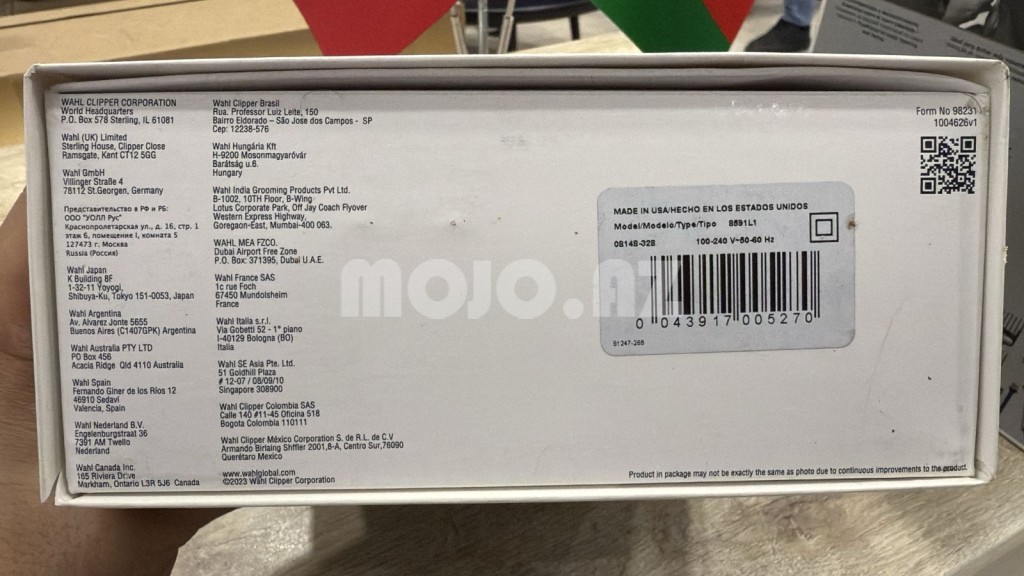 WAHL CLIPPER CORPORATION
World Headquarters
P.O. Box 578 Sterling, IL 61081
Wahl (UK) Limited
Sterling House, Clipper Close
Ramsgate, Kent CT12 5GG
Wahl GmbH
Villinger Straße 4
78112 St.Georgen, Germany
Представительство в РФ и РБ:
ООО "УОЛЛ Рус"
Краснопролетарская ул., д. 16, стр. 1
этаж 6, помещение I, комната 5
127473 г. Москва
Russia (Россия)
Wahl Japan
K Building 8F
1-32-11 Yoyogi,
Shibuya-Ku, Tokyo 151-0053, Japan
Wahl Argentina
Av. Alvarez Jonte 5655
Buenos Aires (C1407GPK) Argentina
Wahl Australia PTY LTD
PO Box 456
Acacia Ridge Qld 4110 Australia
Wahl Spain
Fernando Giner de los Ríos 12
46910 Sedaví
Valencia, Spain
Wahl Nederland B.V.
Engelenburgstraat 36
7391 AM Twello
Nederland
Wahl Canada Inc.
165 Riviera Drive
Markham, Ontario L3R 5J6 Canada
Wahl Clipper Brasil
Rua. Professor Luiz Leite, 150
Bairro Eldorado – São Jose dos Campos - SP
Cep: 12238-576
Wahl Hungária Kft
H-9200 Mosonmagyaróvár
Barátság u.6.
Hungary
Wahl India Grooming Products Pvt Ltd.
B-1002, 10TH Floor, B-Wing
Lotus Corporate Park, Off Jay Coach Flyover
Western Express Highway,
Goregaon-East, Mumbai-400 063.
WAHL MEA FZCO.
Dubai Airport Free Zone
P.O. Box: 371395, Dubai U.A.E.
Wahl France SAS
1c rue Foch
67450 Mundolsheim
France
Wahl Italia s.r.l.
Via Gobetti 52 - 1° piano
I-40129 Bologna (BO)
Italia
Wahl SE Asia Pte. Ltd.
51 Goldhill Plaza
# 12-07 / 08/09/10
Singapore 308900
Wahl Clipper Colombia SAS
Calle 140 #11-45 Oficina 518
Bogota Colombia 110111
Wahl Clipper México Corporation S. de R.L. de C.V
Armando Birlaing Shffler 2001,8-A, Centro Sur,76090
Querétaro México
www.wahlglobal.com
©2023 Wahl Clipper Corporation
Form No 98231
1004626v1
MADE IN USA/HECHO EN LOS ESTADOS UNIDOS
Model/Modelo/Type/Tipo 8591L1
08148-328 100-240 V~50-60 Hz
0 043917 005270
91247-268
Product in package may not be exactly the same as photo due to continuous improvements to the product.
MOJO.AZ